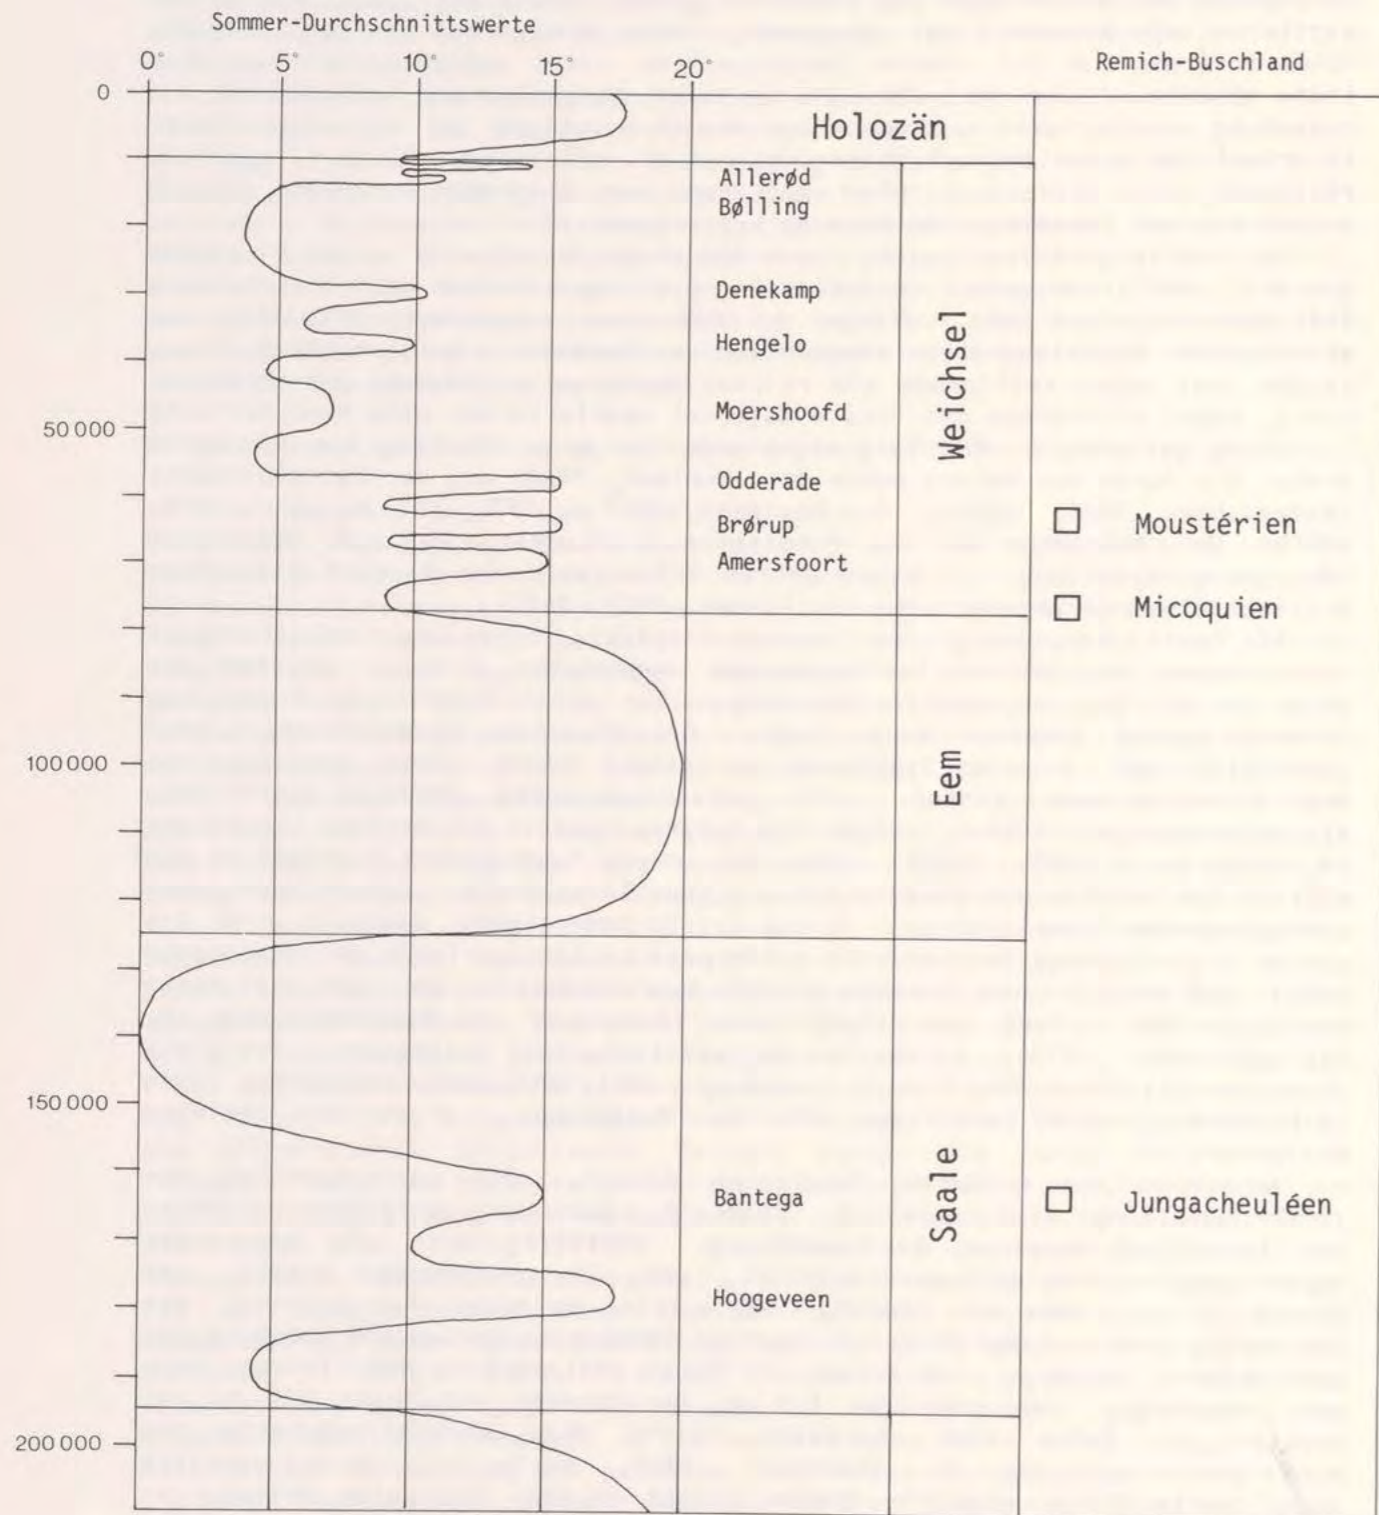 Sommer-Durchschnittswerte
0° 5° 10° 15° 20° Remich-Buschland
0
Holozän
Allerød
Bølling
Denekamp
Hengelo
Weichsel
Moershoofd
50 000
Odderade
Brørup Moustérien
Amersfoort
Micoquien
Eem
100 000
150 000
Saale
Bantega Jungacheuléen
Hoogeveen
200 000